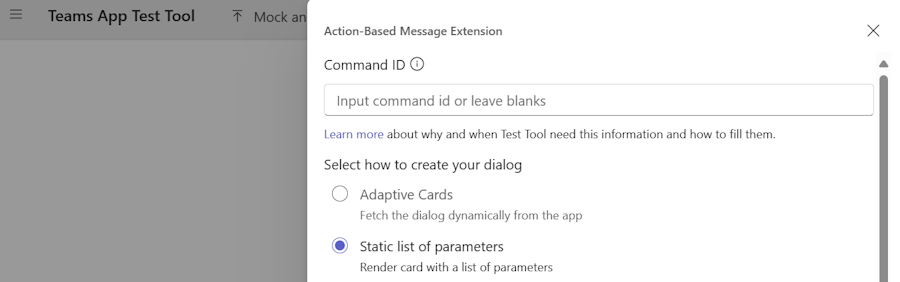 Teams App Test Tool
Mock an
Action-Based Message Extension
Command ID
Input command id or leave blanks
Learn more about why and when Test Tool need this information and how to fill them.
Select how to create your dialog
Adaptive Cards
Fetch the dialog dynamically from the app
Static list of parameters
Render card with a list of parameters